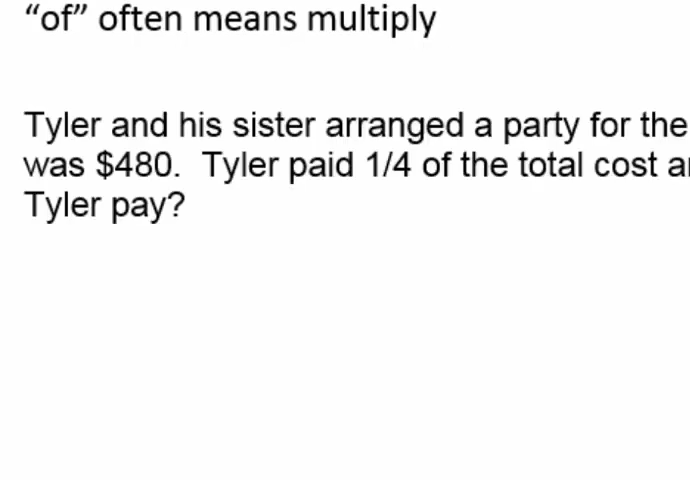 “of” often means multiply
Tyler and his sister arranged a party for the
was $480. Tyler paid 1/4 of the total cost
Tyler pay?